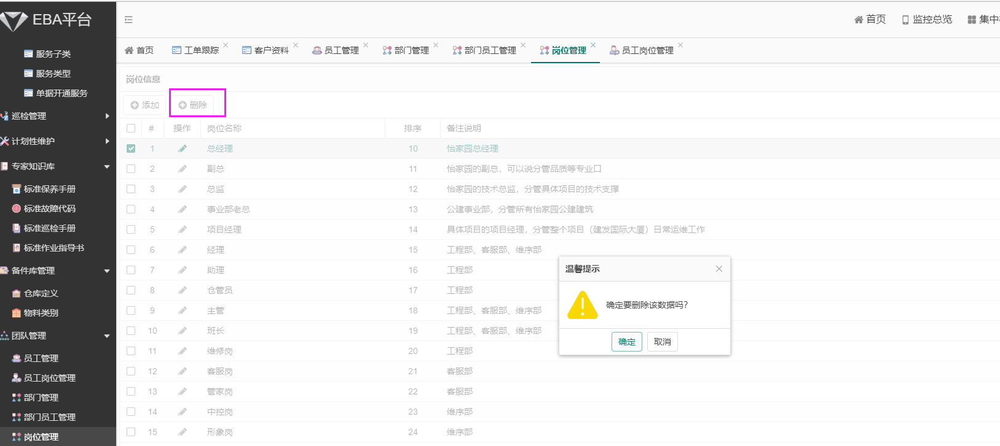 EBA平台
首页
监控总览
集中
服务子类
服务类型
单据开通服务
巡检管理
计划性维护
专家知识库
标准保养手册
标准故障代码
标准巡检手册
标准作业指导书
备件库管理
仓库定义
物料类别
团队管理
员工管理
员工岗位管理
部门管理
部门员工管理
岗位管理
首页 工单跟踪 客户资料 员工管理 部门管理 部门员工管理 岗位管理 员工岗位管理
岗位信息
添加 删除
# 操作 岗位名称 排序 备注说明
1 总经理 10 怡家园总经理
2 副总 11 怡家园的副总，可以说分管品质等专业口
3 总监 12 怡家园的技术总监，分管具体项目的技术支撑
4 事业部老总 13 公建事业部，分管所有怡家园公建建筑
5 项目经理 14 具体项目的项目经理，分管整个项目（建发国际大厦）日常运维工作
6 经理 15 工程部、客服部、维序部
7 助理 16 工程部
8 仓管员 17 工程部
9 主管 18 工程部、客服部、维序部
10 班长 19 工程部、客服部、维序部
11 维修岗 20 工程部
12 客服岗 21 客服部
13 管家岗 22 客服部
14 中控岗 23 维序部
15 形象岗 24 维序部
温馨提示
确定要删除该数据吗？
确定 取消